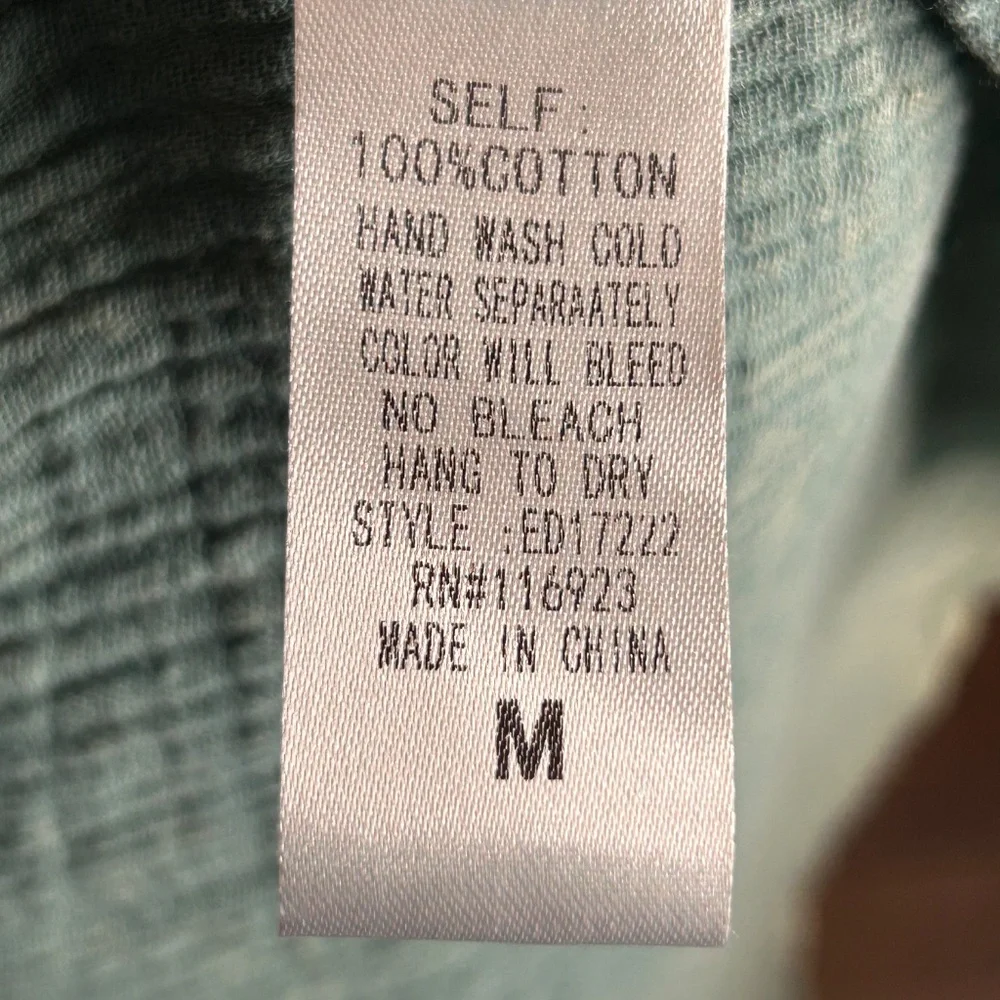 SELF:
100%COTTON
HAND WASH COLD
WATER SEPARAATELY
COLOR WILL BLEED
NO BLEACH
HANG TO DRY
STYLE :ED17222
RN#116923
MADE IN CHINA
M